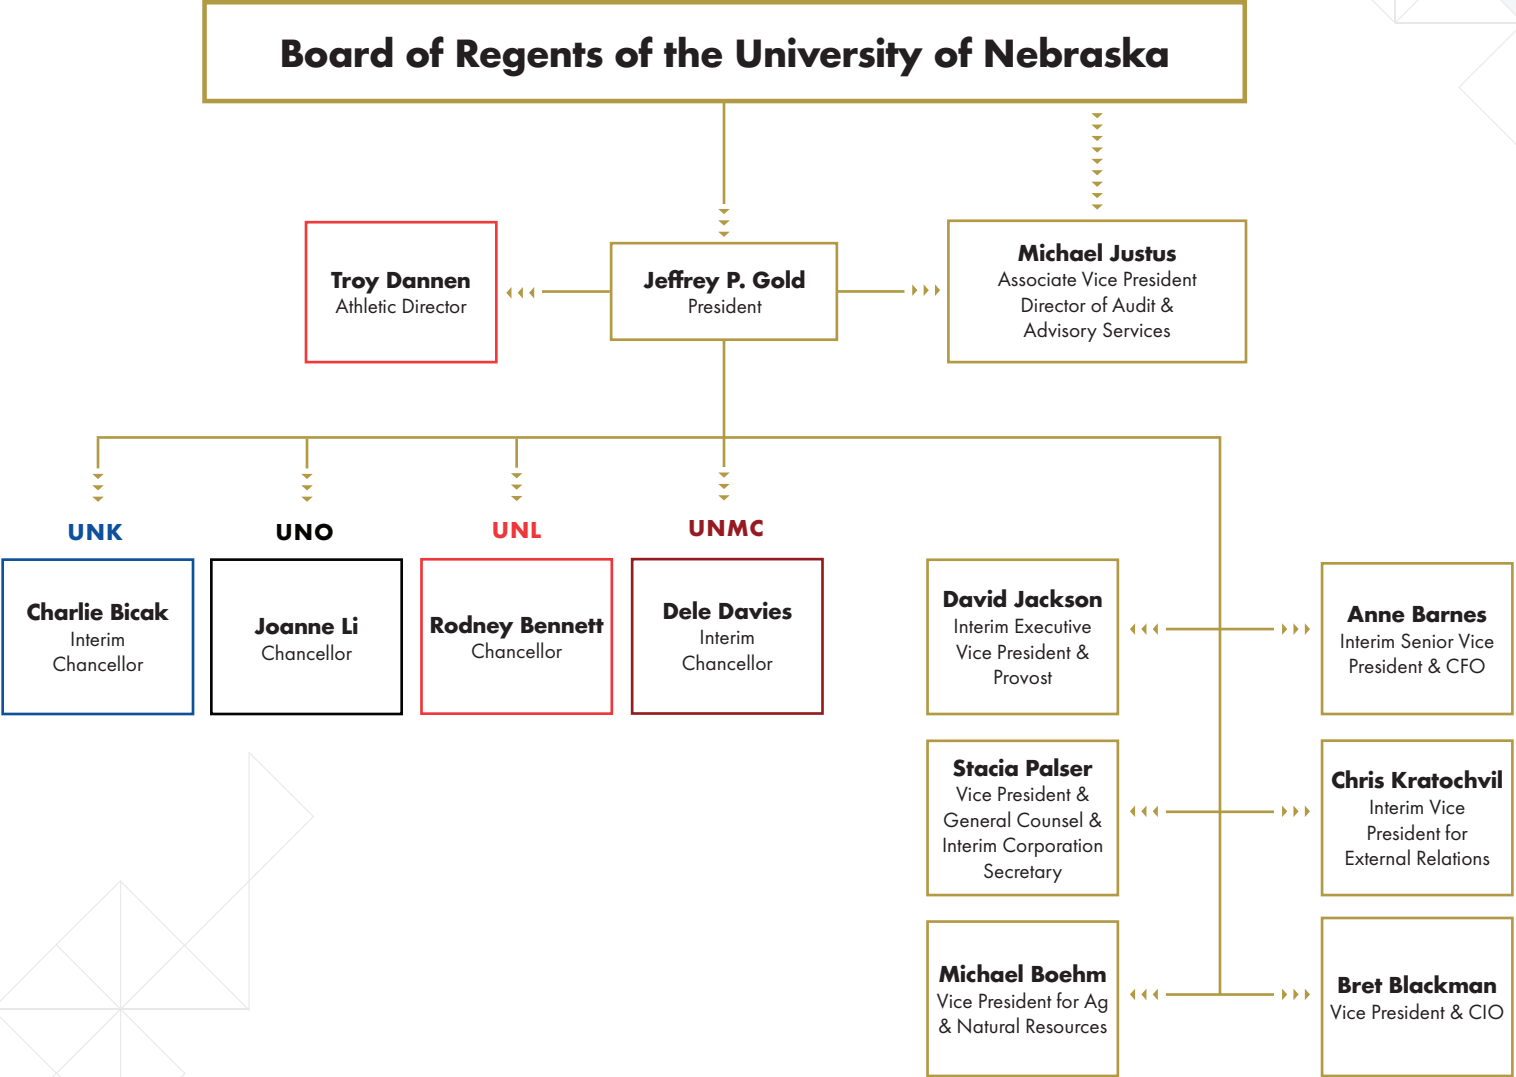 Board of Regents of the University of Nebraska
Troy Dannen
Athletic Director
Jeffrey P. Gold
President
Michael Justus
Associate Vice President
Director of Audit &
Advisory Services
UNK
Charlie Bicak
Interim
Chancellor
UNO
Joanne Li
Chancellor
UNL
Rodney Bennett
Chancellor
UNMC
Dele Davies
Interim
Chancellor
David Jackson
Interim Executive
Vice President &
Provost
Anne Barnes
Interim Senior Vice
President & CFO
Stacia Palser
Vice President &
General Counsel &
Interim Corporation
Secretary
Chris Kratochvil
Interim Vice
President for
External Relations
Michael Boehm
Vice President for Ag
& Natural Resources
Bret Blackman
Vice President & CIO